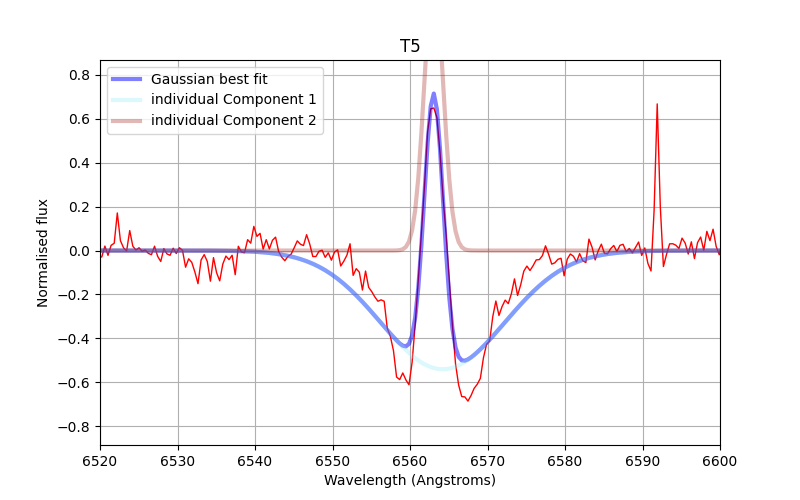 T5
Gaussian best fit
individual Component 1
individual Component 2
0.8
0.6
0.4
0.2
0.0
−0.2
−0.4
−0.6
−0.8
Normalised flux
6520 6530 6540 6550 6560 6570 6580 6590 6600
Wavelength (Angstroms)